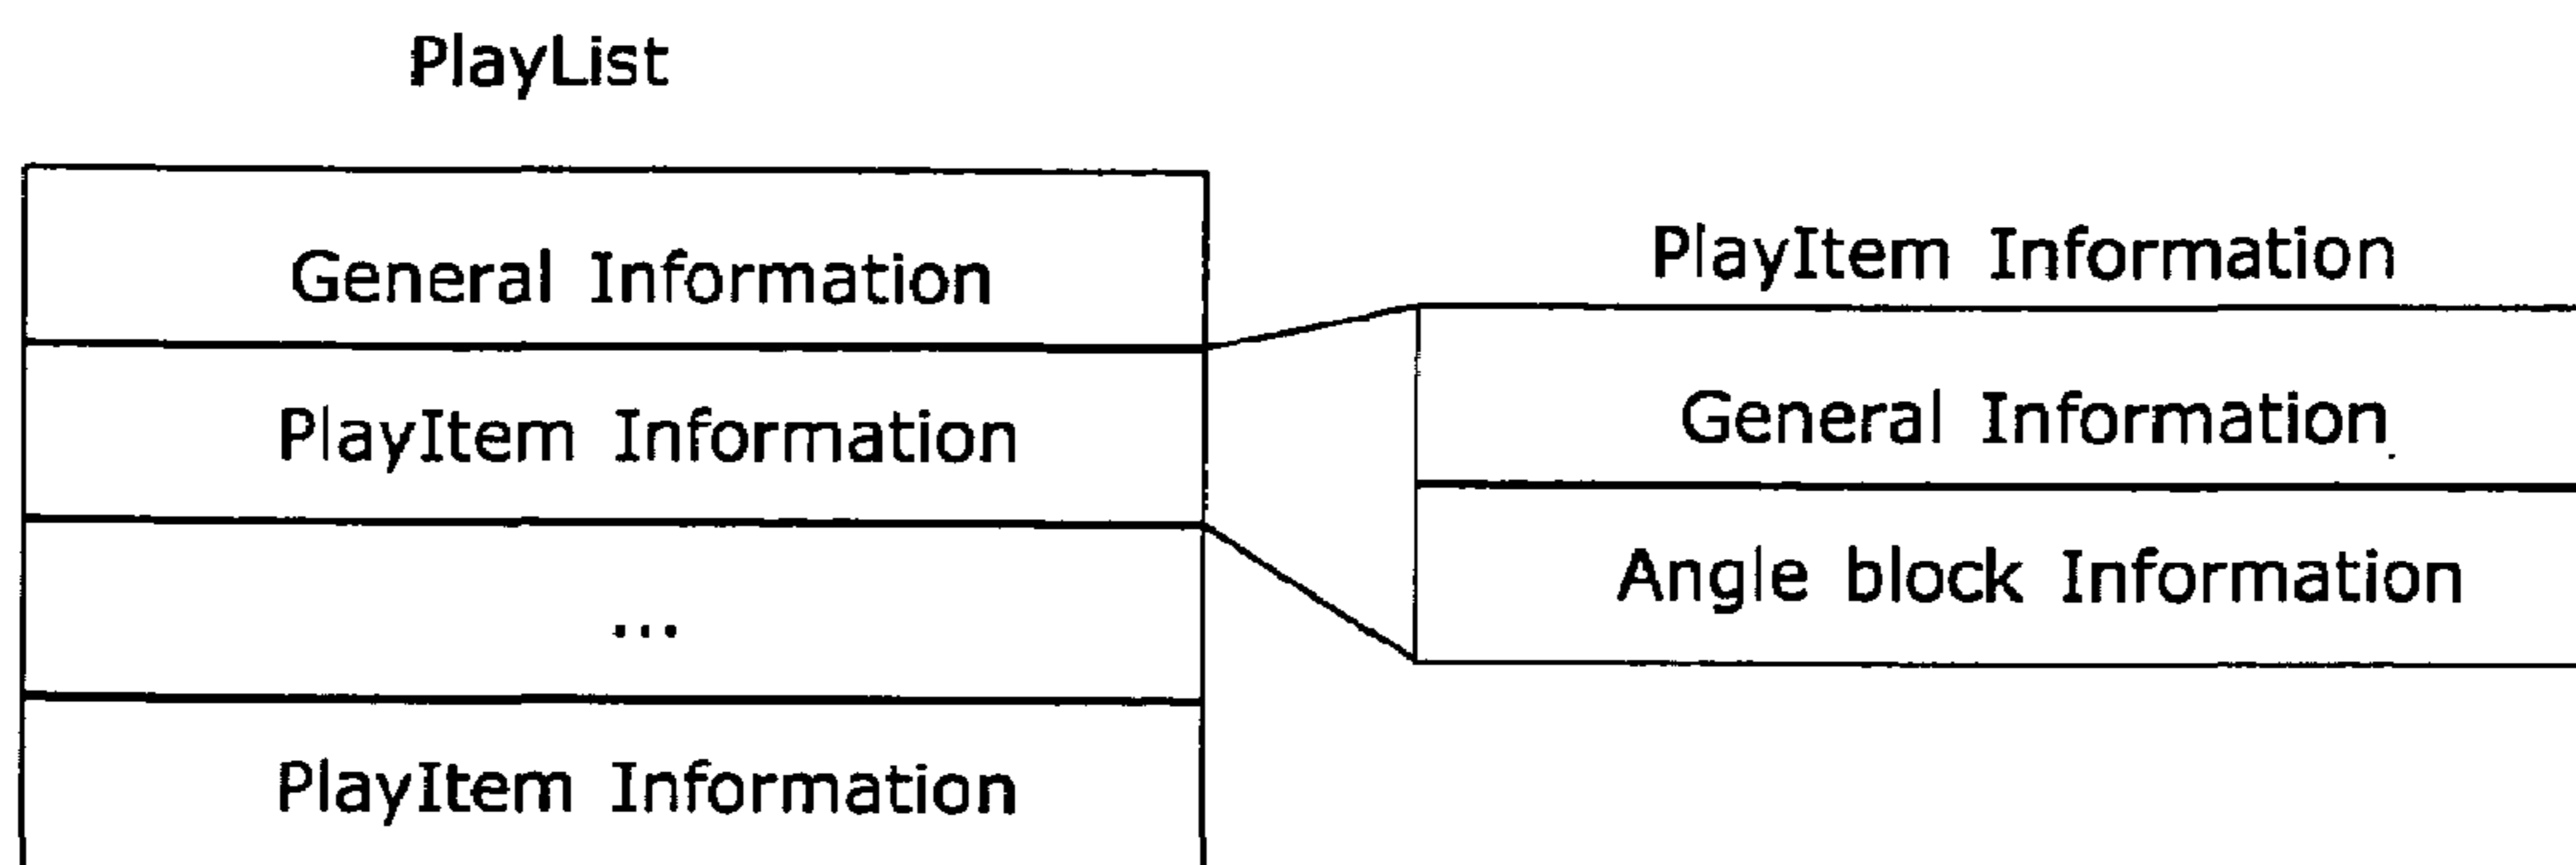 PlayList
General Information
PlayItem Information
...
PlayItem Information
PlayItem Information
General Information
Angle block Information